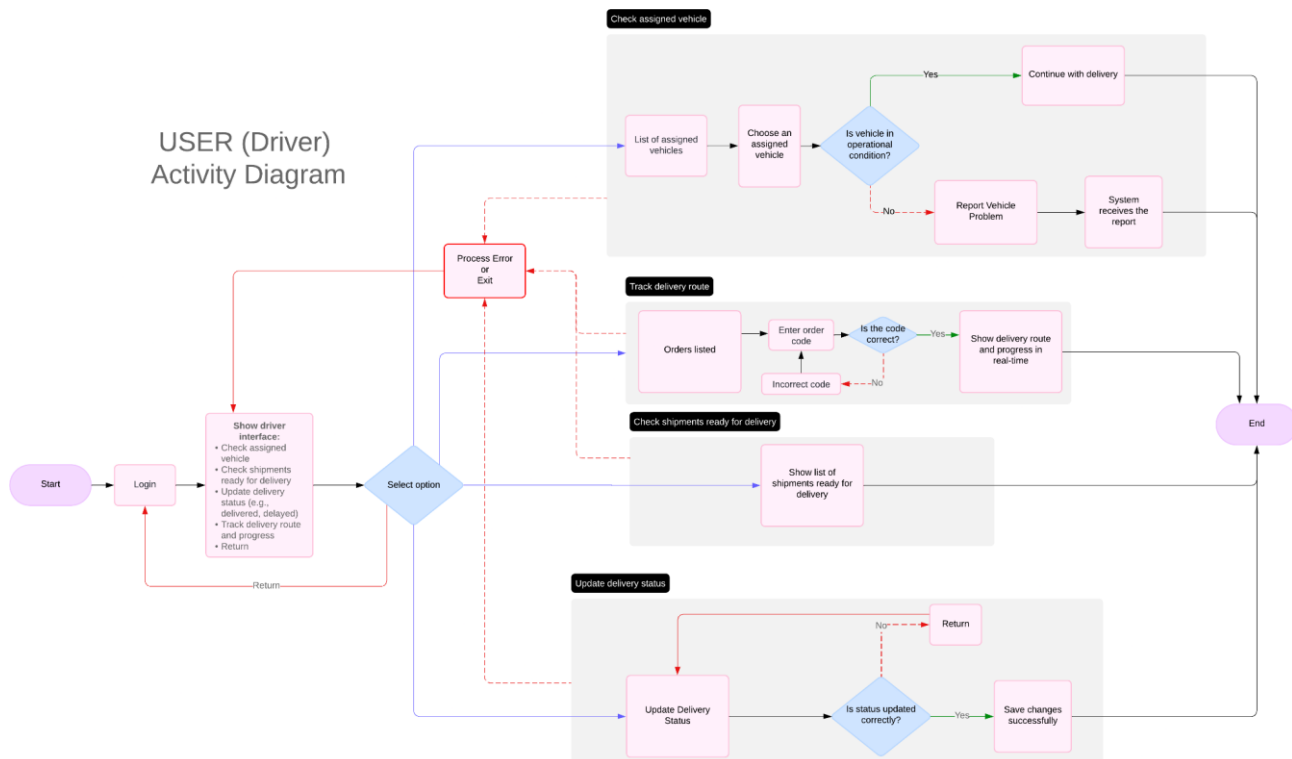 Check assigned vehicle
Yes
Continue with delivery
USER (Driver)
Activity Diagram
List of assigned
vehicles
Choose an
assigned
vehicle
Is vehicle in
operational
condition?
No
Report Vehicle
Problem
System
receives the
report
Process Error
or
Exit
Track delivery route
Orders listed
Enter order
code
Is the code
correct?
Yes
Show delivery route
and progress in
real-time
No
Incorrect code
Check shipments ready for delivery
End
Show driver
interface:
• Check assigned
vehicle
• Check shipments
ready for delivery
• Update delivery
status (e.g.,
delivered, delayed)
• Track delivery route
and progress
• Return
Start
Login
Select option
Show list of
shipments ready for
delivery
Return
Update delivery status
No
Return
Update Delivery
Status
Is status updated
correctly?
Yes
Save changes
successfully